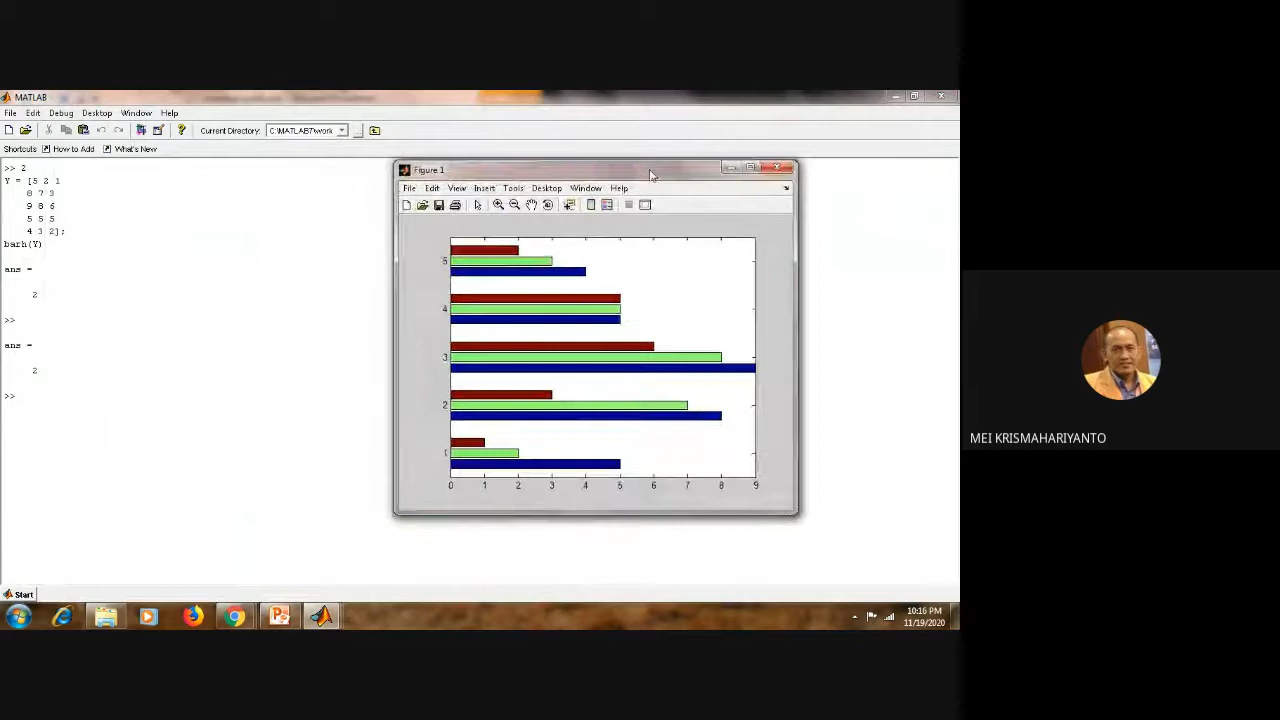 MATLAB
File Edit Debug Desktop Window Help
Current Directory: C:\MATLAB7\work
Shortcuts How to Add What's New
>> 2
Y = [5 2 1
8 7 3
9 8 6
5 5 5
4 3 2];
barh(Y)
ans =
2
>>
ans =
2
>>
Figure 1
File Edit View Insert Tools Desktop Window Help
5
4
3
2
1
0 1 2 3 4 5 6 7 8 9
MEI KRISMAHARIYANTO
Start
10:16 PM
11/19/2020